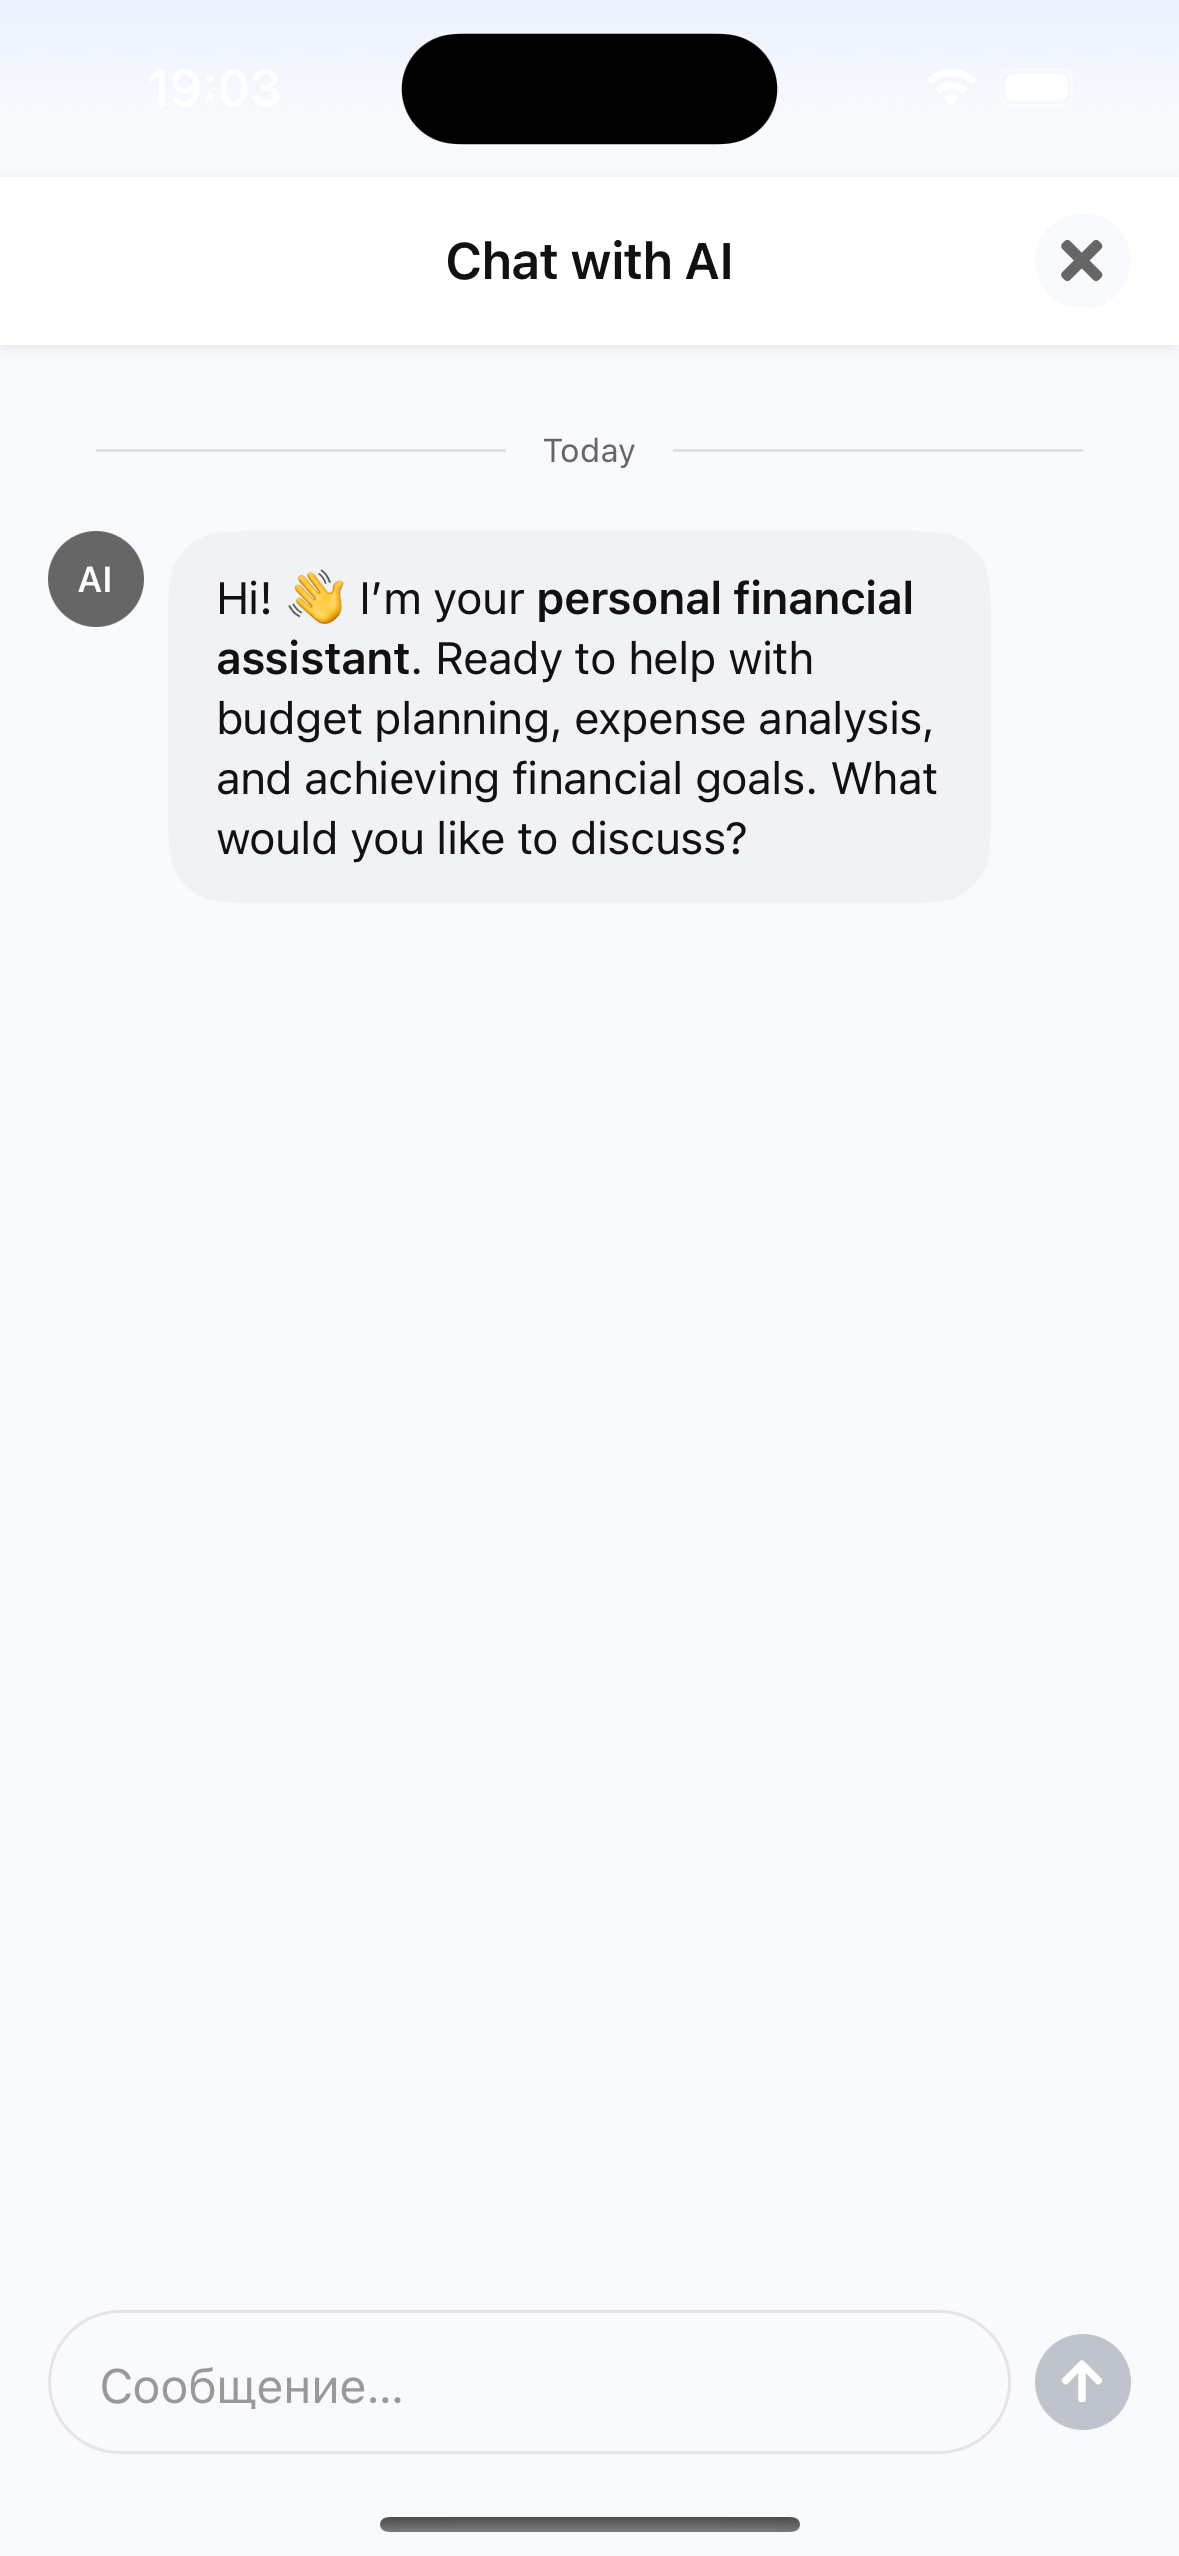 19:03
Chat with AI
Today
AI
Hi! 👋 I’m your personal financial
assistant. Ready to help with
budget planning, expense analysis,
and achieving financial goals. What
would you like to discuss?
Сообщение...